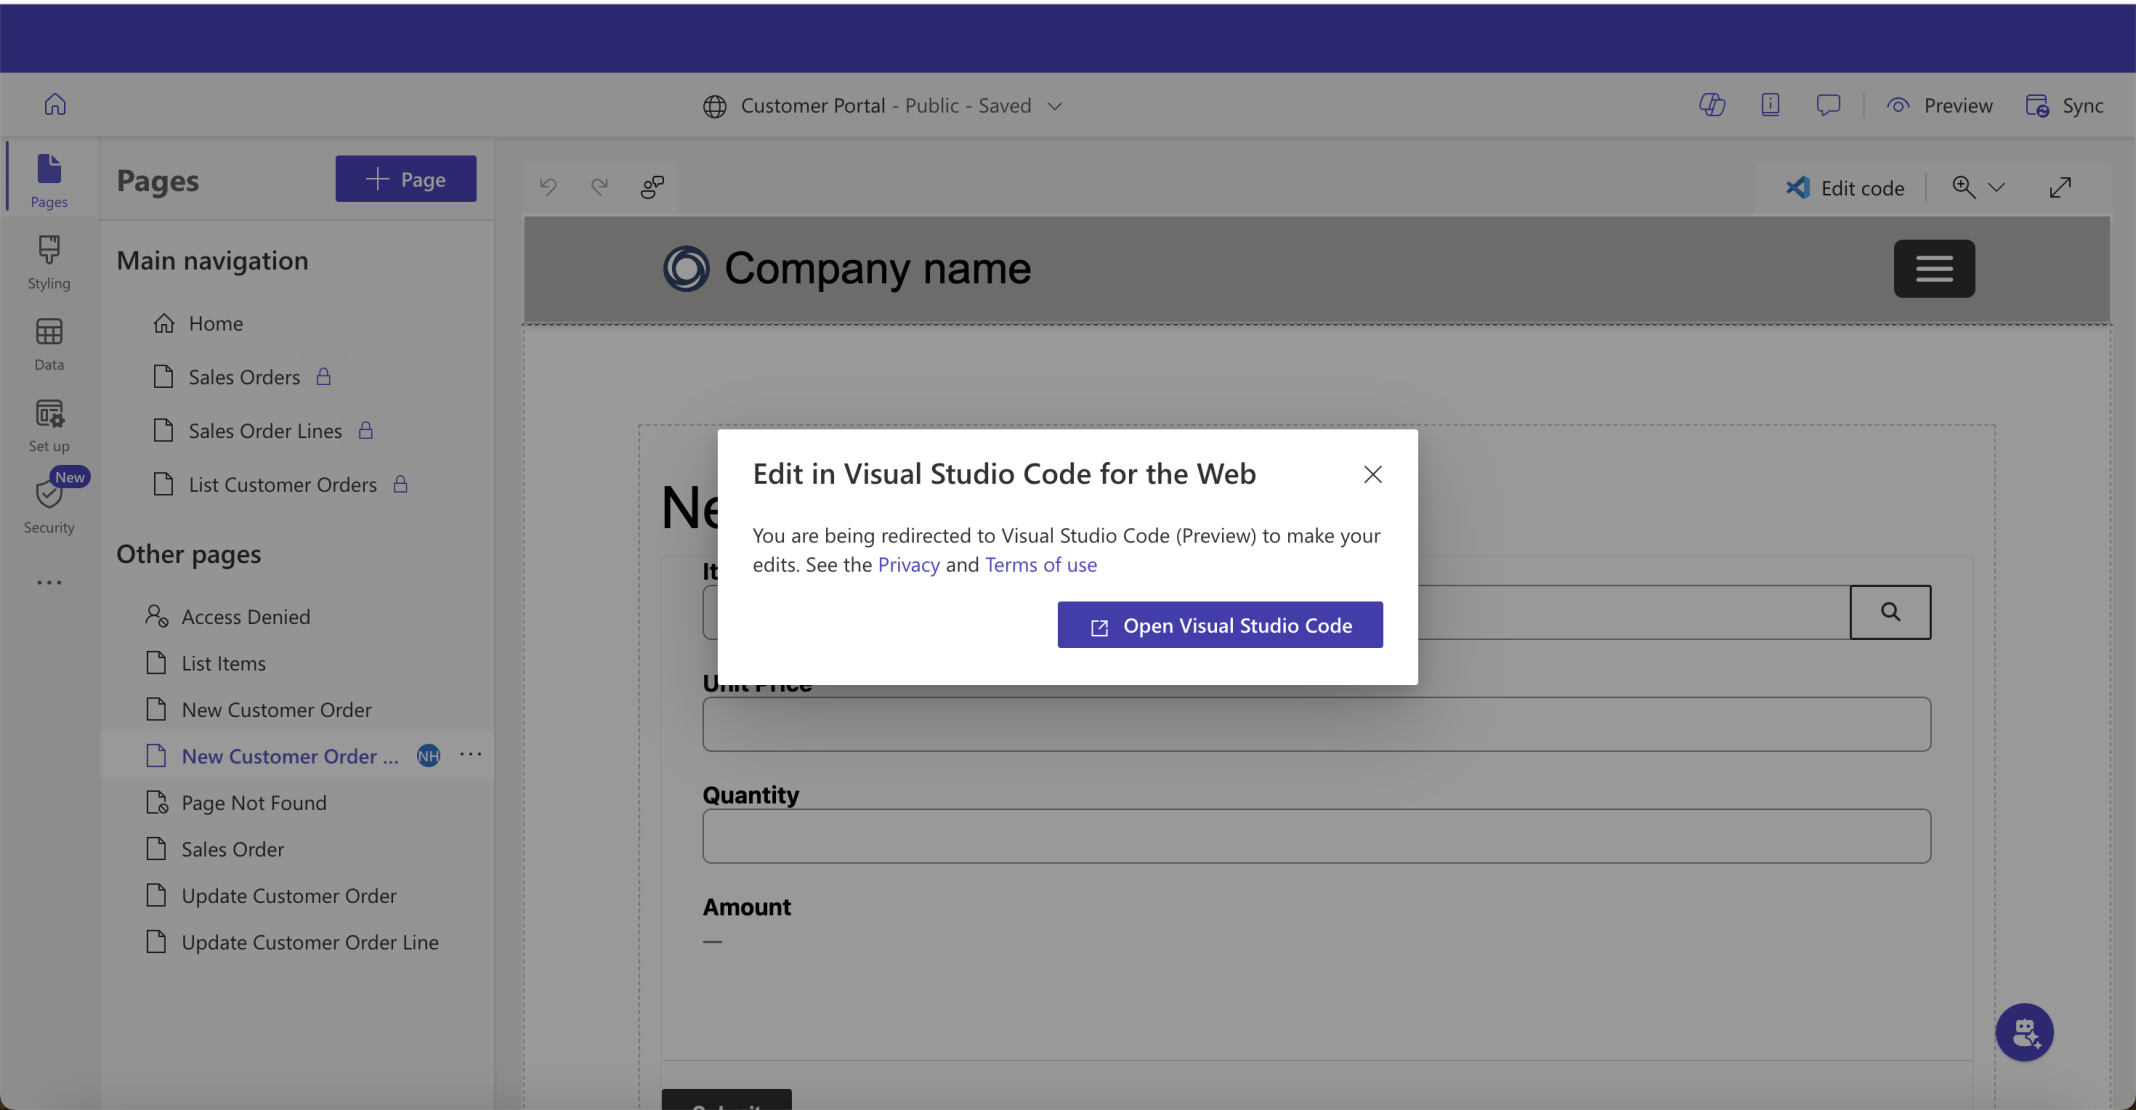 Customer Portal - Public - Saved
Preview
Sync
Pages
Styling
Data
Set up
New
Security
Pages
Page
Main navigation
Home
Sales Orders
Sales Order Lines
List Customer Orders
Other pages
Access Denied
List Items
New Customer Order
New Customer Order ...
NH
Page Not Found
Sales Order
Update Customer Order
Update Customer Order Line
Edit code
Company name
Edit in Visual Studio Code for the Web
You are being redirected to Visual Studio Code (Preview) to make your
edits. See the Privacy and Terms of use
Open Visual Studio Code
Unit Price
Quantity
Amount
—